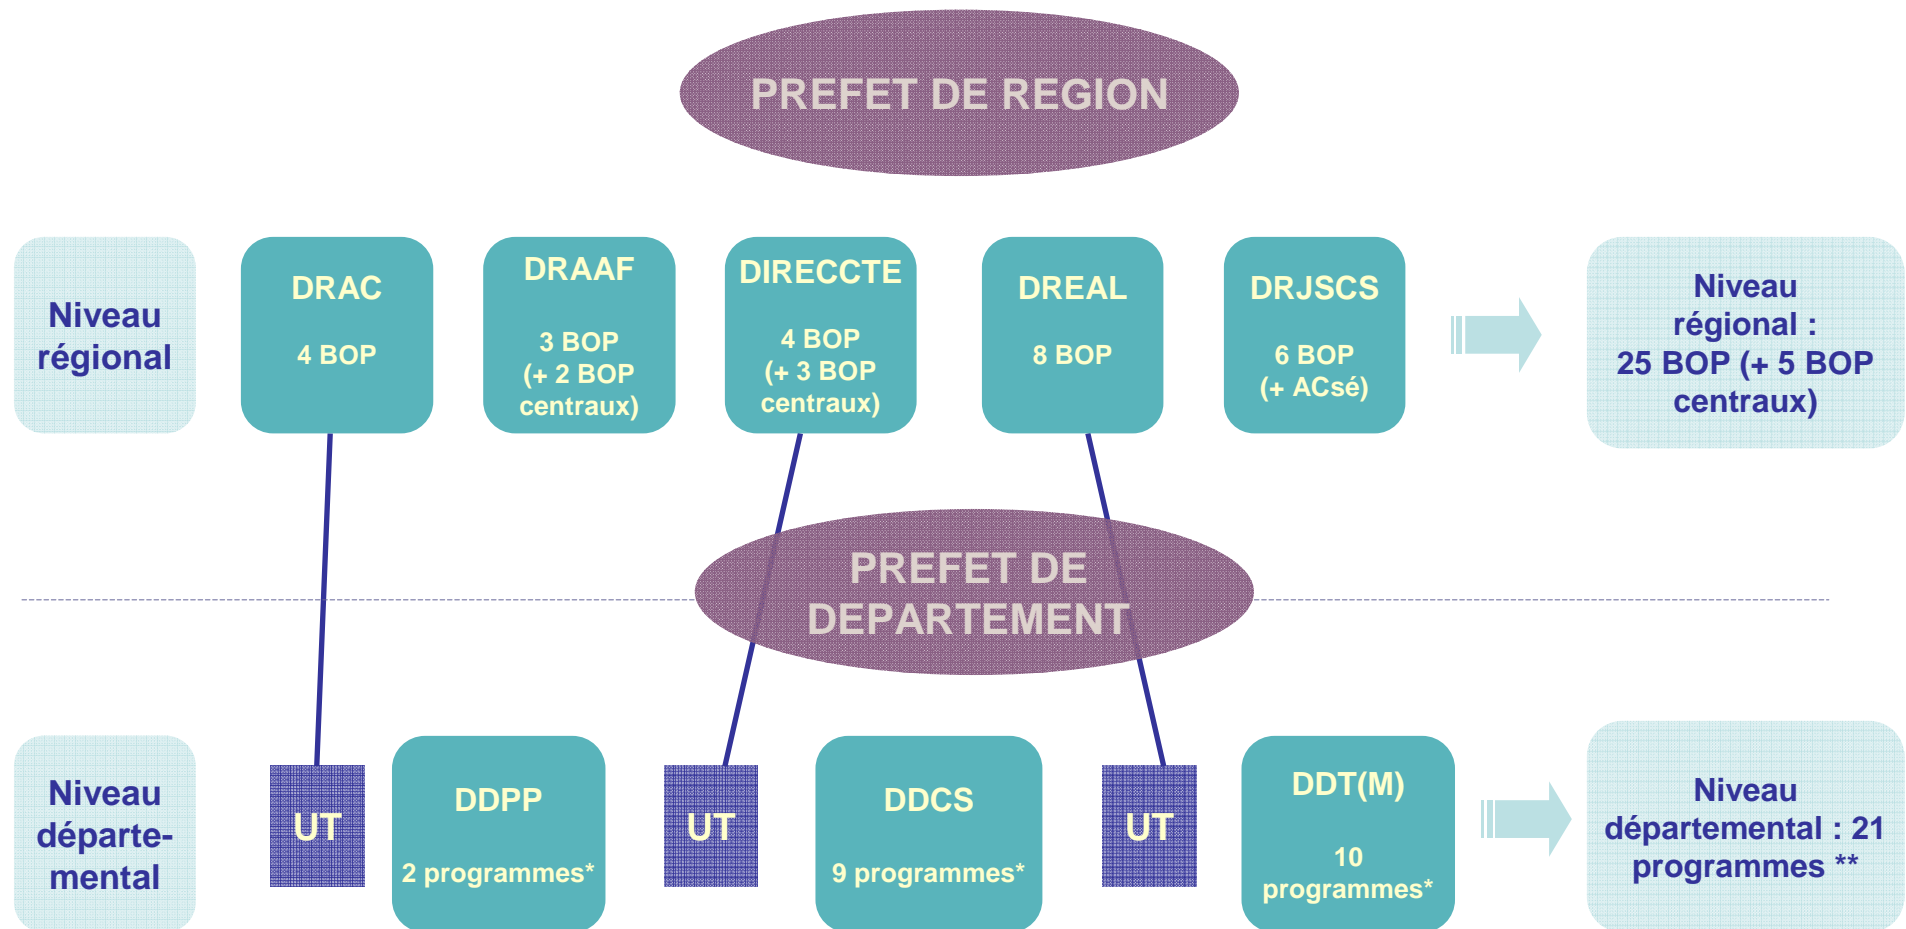 PREFET DE REGION
Niveau
régional
DRAC
4 BOP
DRAAF
3 BOP
(+ 2 BOP
centraux)
DIRECCTE
4 BOP
(+ 3 BOP
centraux)
DREAL
8 BOP
DRJSCS
6 BOP
(+ ACsé)
Niveau
régional :
25 BOP (+ 5 BOP
centraux)
PREFET DE
DEPARTEMENT
Niveau
départe-
mental
UT
DDPP
2 programmes*
UT
DDCS
9 programmes*
UT
DDT(M)
10
programmes*
Niveau
départemental : 21
programmes **